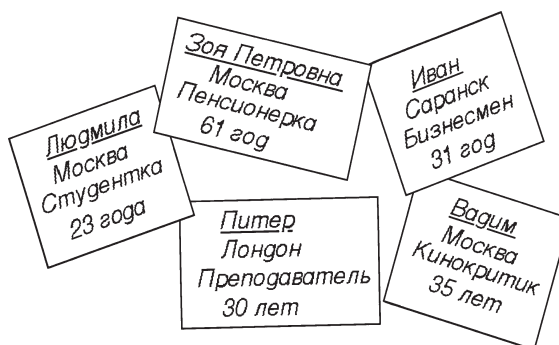 Людмила
Москва
Студентка
23 года
Зоя Петровна
Москва
Пенсионерка
61 год
Иван
Саранск
Бизнесмен
31 год
Питер
Лондон
Преподаватель
30 лет
Вадим
Москва
Кинокритик
35 лет